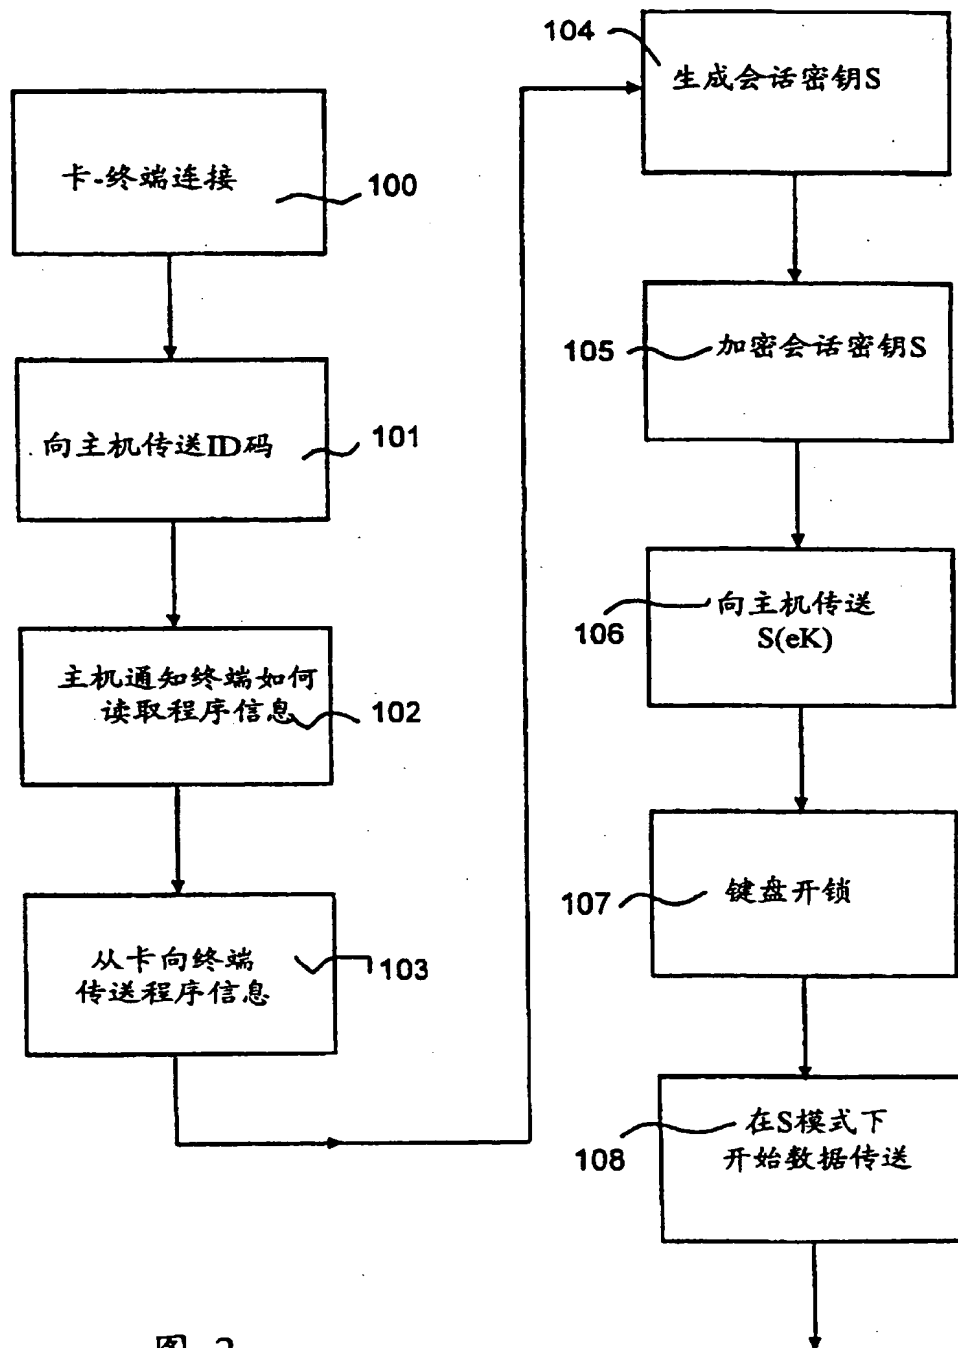 卡-终端连接
100
向主机传送ID码
101
主机通知终端如何
读取程序信息
102
从卡向终端
传送程序信息
103
104
生成会话密钥S
105
加密会话密钥S
106
向主机传送
S(eK)
107
键盘开锁
108
在S模式下
开始数据传送